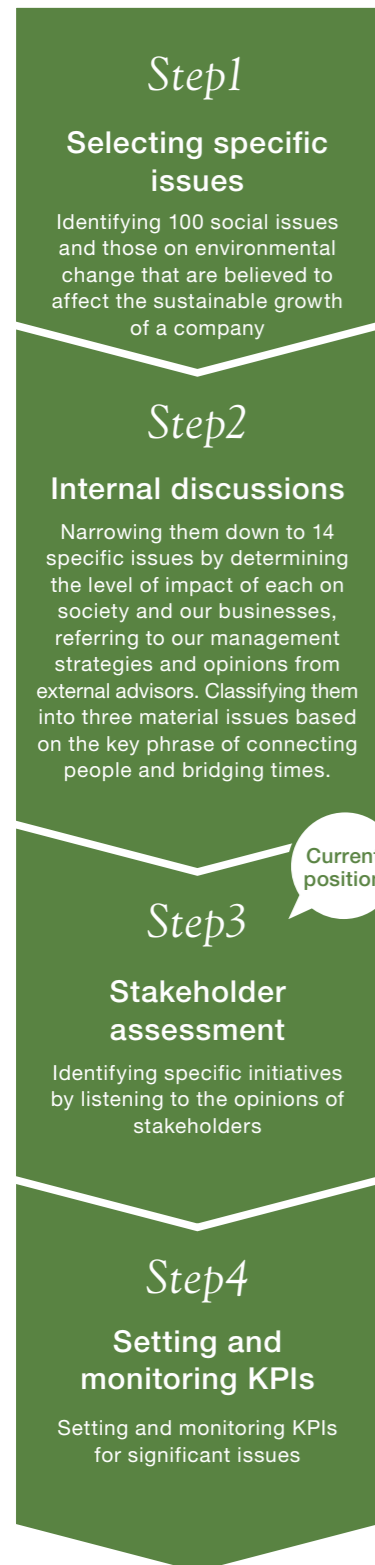 Step1
Selecting specific
issues
Identifying 100 social issues
and those on environmental
change that are believed to
affect the sustainable growth
of a company
Step2
Internal discussions
Narrowing them down to 14
specific issues by determining
the level of impact of each on
society and our businesses,
referring to our management
strategies and opinions from
external advisors. Classifying them
into three material issues based
on the key phrase of connecting
people and bridging times.
Current
position
Step3
Stakeholder
assessment
Identifying specific initiatives
by listening to the opinions of
stakeholders
Step4
Setting and
monitoring KPIs
Setting and monitoring KPIs
for significant issues